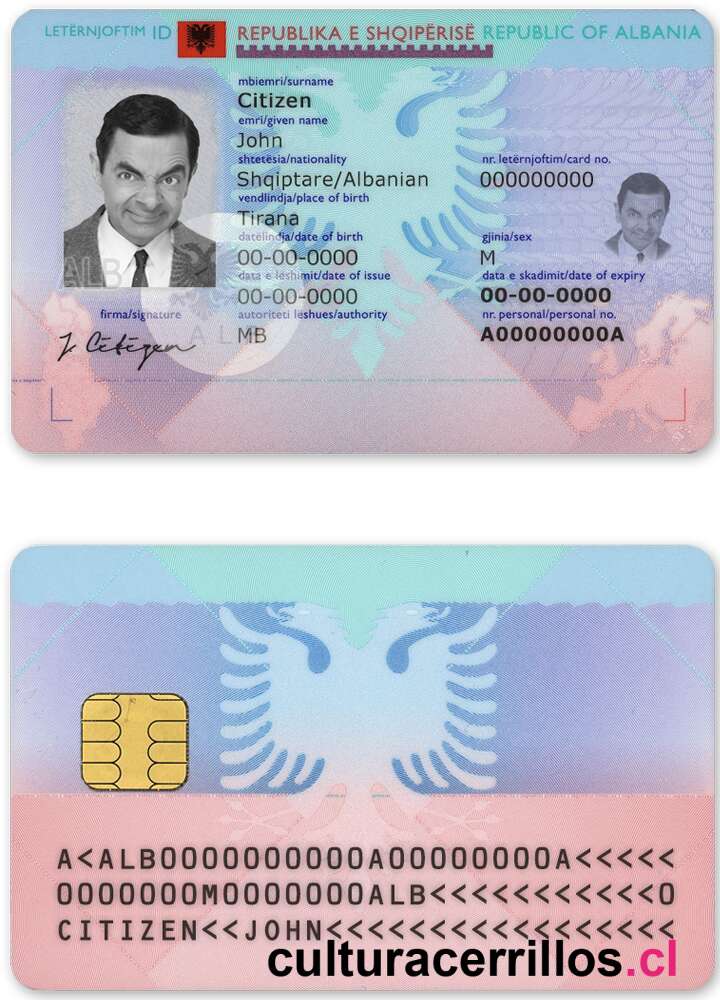 LETËRNJOFTIM ID REPUBLIKA E SHQIPËRISË REPUBLIC OF ALBANIA
mbiemri/surname
Citizen
emri/given name
John
shtetësia/nationality nr. letërnjoftim/card no.
Shqiptare/Albanian 000000000
vendlindja/place of birth
Tirana
datëlindja/date of birth gjinia/sex
00-00-0000 M
data e lëshimit/date of issue data e skadimit/date of expiry
00-00-0000 00-00-0000
firma/signature autoriteti lëshues/authority nr. personal/personal no.
J. Citizen MB A00000000A
ALB
A L
A<ALB0000000000A00000000A<<<<<
0000000M0000000ALB<<<<<<<<<<<0
CITIZEN<<JOHN<<<<<<<<<<<<<<<<<
culturacerrillos.cl